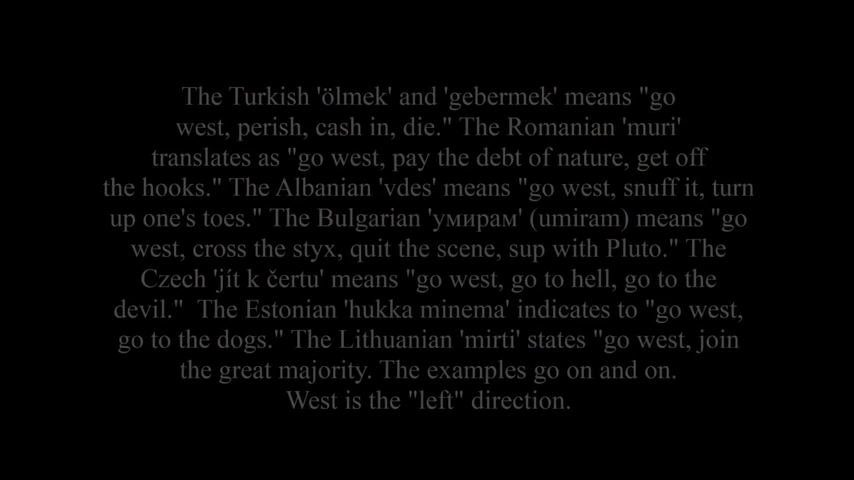 The Turkish 'ölmek' and 'gebermek' means "go
west, perish, cash in, die." The Romanian 'muri'
translates as "go west, pay the debt of nature, get off
the hooks." The Albanian 'vdes' means "go west, snuff it, turn
up one's toes." The Bulgarian 'умирам' (umiram) means "go
west, cross the styx, quit the scene, sup with Pluto." The
Czech 'jít k čertu' means "go west, go to hell, go to the
devil."  The Estonian 'hukka minema' indicates to "go west,
go to the dogs." The Lithuanian 'mirti' states "go west, join
the great majority. The examples go on and on.
West is the "left" direction.